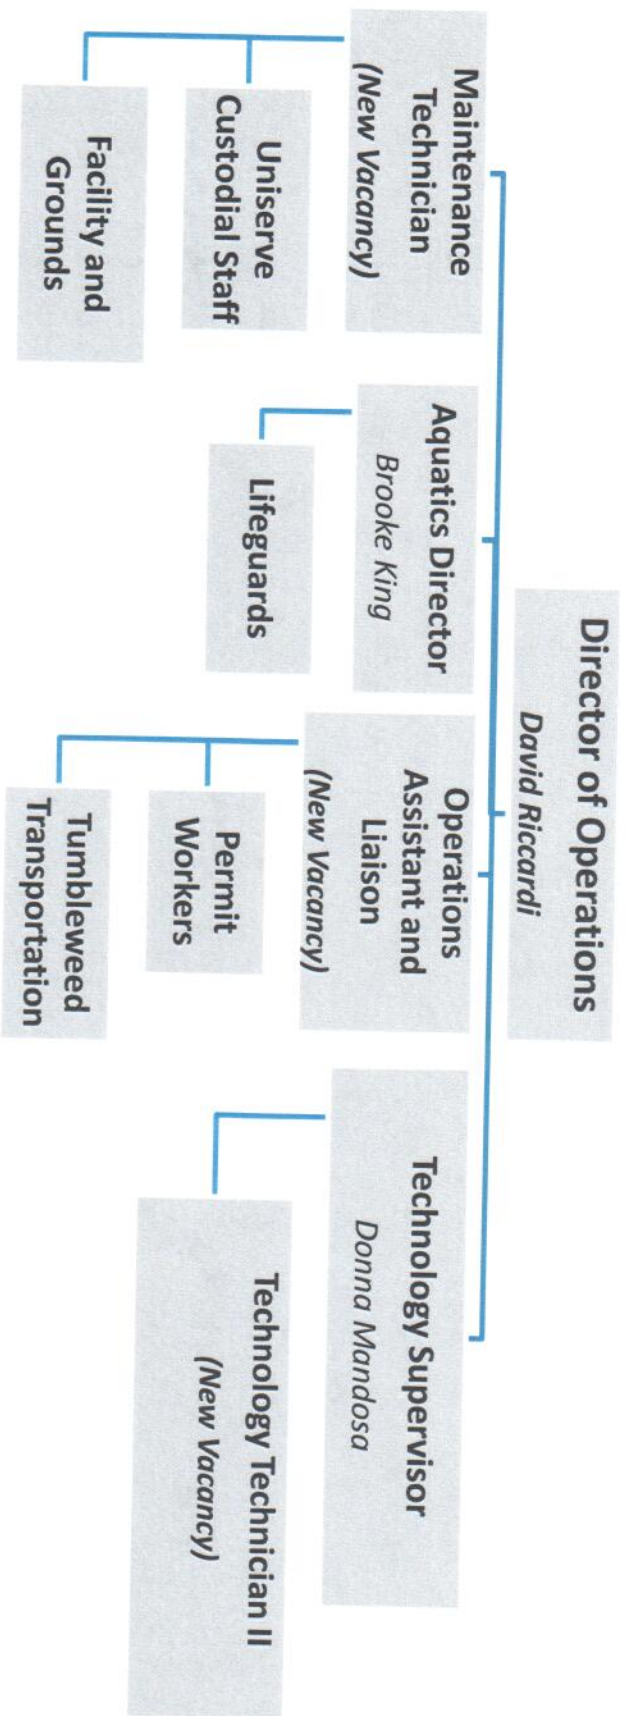 Director of Operations
David Riccardi
Maintenance
Technician
(New Vacancy)
Uniserve
Custodial Staff
Facility and
Grounds
Aquatics Director
Brooke King
Lifeguards
Operations
Assistant and
Liaison
(New Vacancy)
Permit
Workers
Tumbleweed
Transportation
Technology Supervisor
Donna Mandosa
Technology Technician II
(New Vacancy)